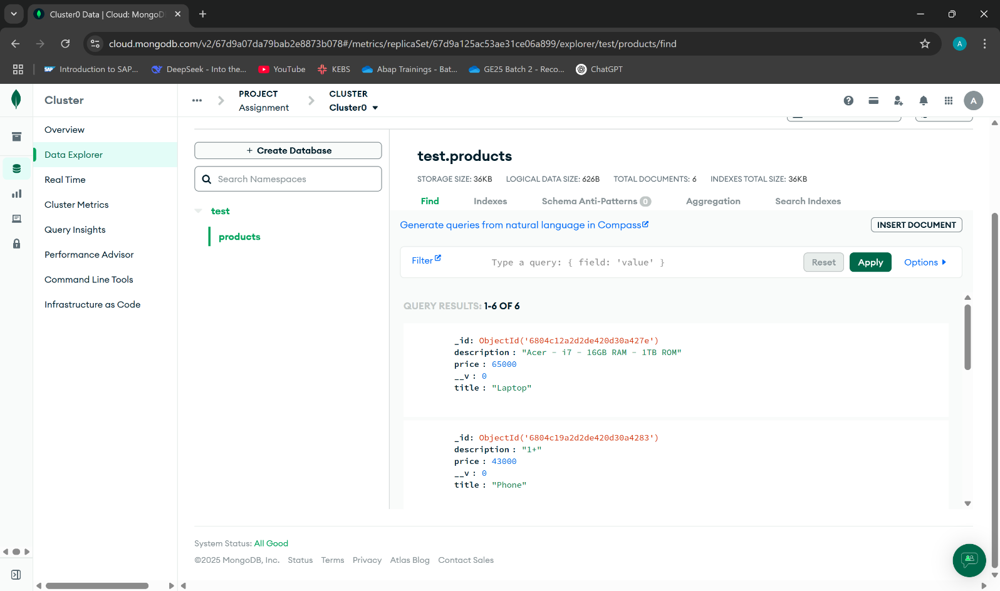 Cluster0 Data | Cloud: MongoD
cloud.mongodb.com/v2/67d9a07da79bab2e8873b078#/metrics/replicaSet/67d9a125ac53ae31ce06a899/explorer/test/products/find
A
SAP Introduction to SAP...
DeepSeek - Into the...
YouTube
KEBS
Abap Trainings - Bat...
GE25 Batch 2 - Reco...
ChatGPT
Cluster
Overview
Data Explorer
Real Time
Cluster Metrics
Query Insights
Performance Advisor
Command Line Tools
Infrastructure as Code
PROJECT
Assignment
CLUSTER
Cluster0
A
+ Create Database
Search Namespaces
test
products
test.products
STORAGE SIZE: 36KB LOGICAL DATA SIZE: 626B TOTAL DOCUMENTS: 6 INDEXES TOTAL SIZE: 36KB
Find Indexes Schema Anti-Patterns 0 Aggregation Search Indexes
Generate queries from natural language in Compass
INSERT DOCUMENT
Filter
Type a query: { field: 'value' }
Reset
Apply
Options
QUERY RESULTS: 1-6 OF 6
_id: ObjectId('6804c12a2d2de420d30a427e')
description : "Acer - i7 - 16GB RAM - 1TB ROM"
price : 65000
__v : 0
title : "Laptop"
_id: ObjectId('6804c19a2d2de420d30a4283')
description : "1+"
price : 43000
__v : 0
title : "Phone"
System Status: All Good
©2025 MongoDB, Inc. Status Terms Privacy Atlas Blog Contact Sales